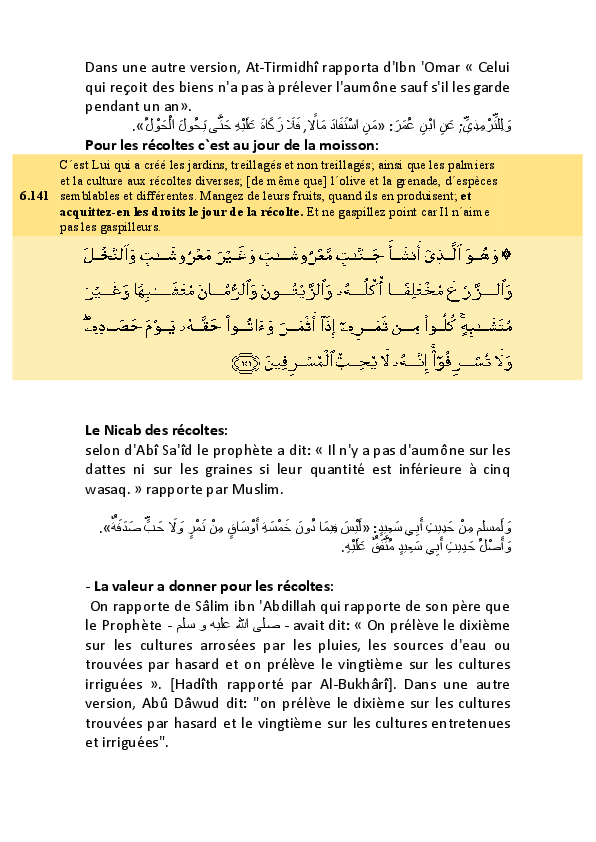 Dans une autre version, At-Tirmidhî rapporta d'Ibn 'Omar « Celui
qui reçoit des biens n'a pas à prélever l'aumône sauf s'il les garde
pendant un an».
وَلِلتِّرْمِذِيِّ; عَنِ ابْنِ عُمَرَ: «مَنِ اسْتَفَادَ مَالًا, فَلَا زَكَاةَ عَلَيْهِ حَتَّى يَحُولَ الْحَوْلُ».
Pour les récoltes c`est au jour de la moisson:
C´est Lui qui a créé les jardins, treillagés et non treillagés; ainsi que les palmiers
et la culture aux récoltes diverses; [de même que] l´olive et la grenade, d´espèces
6.141 semblables et différentes. Mangez de leurs fruits, quand ils en produisent; et
acquittez-en les droits le jour de la récolte. Et ne gaspillez point car Il n´aime
pas les gaspilleurs.
۞ وَهُوَ ٱلَّذِىٓ أَنشَأَ جَنَّـٰتٍ مَّعْرُوشَـٰتٍ وَغَيْرَ مَعْرُوشَـٰتٍ وَٱلنَّخْلَ
وَٱلزَّرْعَ مُخْتَلِفًا أُكُلُهُۥ وَٱلزَّيْتُونَ وَٱلرُّمَّانَ مُتَشَـٰبِهًا وَغَيْرَ
مُتَشَـٰبِهٍ ۚ كُلُوا۟ مِن ثَمَرِهِۦٓ إِذَآ أَثْمَرَ وَءَاتُوا۟ حَقَّهُۥ يَوْمَ حَصَادِهِۦ ۖ
وَلَا تُسْرِفُوٓا۟ ۚ إِنَّهُۥ لَا يُحِبُّ ٱلْمُسْرِفِينَ ﴿١٤١﴾
Le Nicab des récoltes:
selon d'Abî Sa'îd le prophète a dit: « Il n'y a pas d'aumône sur les
dattes ni sur les graines si leur quantité est inférieure à cinq
wasaq. » rapporte par Muslim.
وَلِمسلم مِنْ حَدِيثِ أَبِي سَعِيدٍ: «لَيْسَ فِيمَا دُونَ خَمْسَةِ أَوْسَاقٍ مِنْ تَمْرٍ وَلَا حَبٍّ صَدَقَةٌ».
وَأَصْلُ حَدِيثِ أَبِي سَعِيدٍ مُتَّفَقٌ عَلَيْهِ.
- La valeur a donner pour les récoltes:
On rapporte de Sâlim ibn 'Abdillah qui rapporte de son père que
le Prophète - صلى الله عليه و سلم - avait dit: « On prélève le dixième
sur les cultures arrosées par les pluies, les sources d'eau ou
trouvées par hasard et on prélève le vingtième sur les cultures
irriguées ». [Hadîth rapporté par Al-Bukhârî]. Dans une autre
version, Abû Dâwud dit: "on prélève le dixième sur les cultures
trouvées par hasard et le vingtième sur les cultures entretenues
et irriguées".